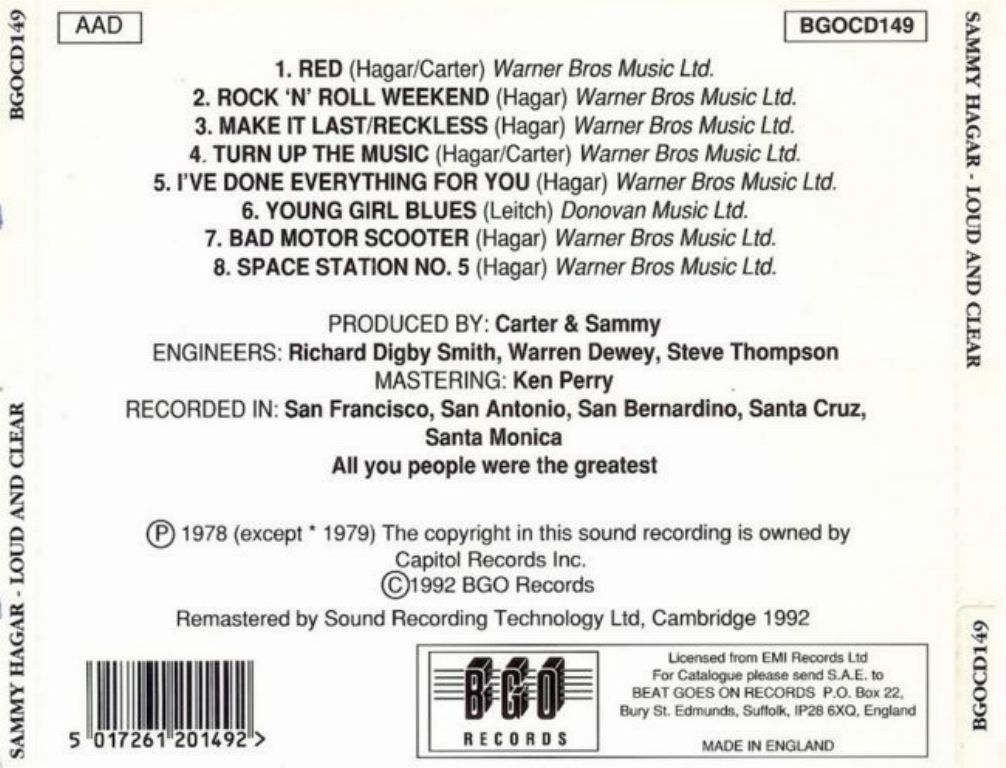 BGOCD149
SAMMY HAGAR - LOUD AND CLEAR
AAD
BGOCD149
1. RED (Hagar/Carter) Warner Bros Music Ltd.
2. ROCK 'N' ROLL WEEKEND (Hagar) Warner Bros Music Ltd.
3. MAKE IT LAST/RECKLESS (Hagar) Warner Bros Music Ltd.
4. TURN UP THE MUSIC (Hagar/Carter) Warner Bros Music Ltd.
5. I'VE DONE EVERYTHING FOR YOU (Hagar) Warner Bros Music Ltd.
6. YOUNG GIRL BLUES (Leitch) Donovan Music Ltd.
7. BAD MOTOR SCOOTER (Hagar) Warner Bros Music Ltd.
8. SPACE STATION NO. 5 (Hagar) Warner Bros Music Ltd.
PRODUCED BY: Carter & Sammy
ENGINEERS: Richard Digby Smith, Warren Dewey, Steve Thompson
MASTERING: Ken Perry
RECORDED IN: San Francisco, San Antonio, San Bernardino, Santa Cruz,
Santa Monica
All you people were the greatest
Ⓟ 1978 (except * 1979) The copyright in this sound recording is owned by
Capitol Records Inc.
©1992 BGO Records
Remastered by Sound Recording Technology Ltd, Cambridge 1992
5 017261 201492 >
B·G·O
RECORDS
Licensed from EMI Records Ltd
For Catalogue please send S.A.E. to
BEAT GOES ON RECORDS P.O. Box 22,
Bury St. Edmunds, Suffolk, IP28 6XQ, England
MADE IN ENGLAND
SAMMY HAGAR - LOUD AND CLEAR
BGOCD149